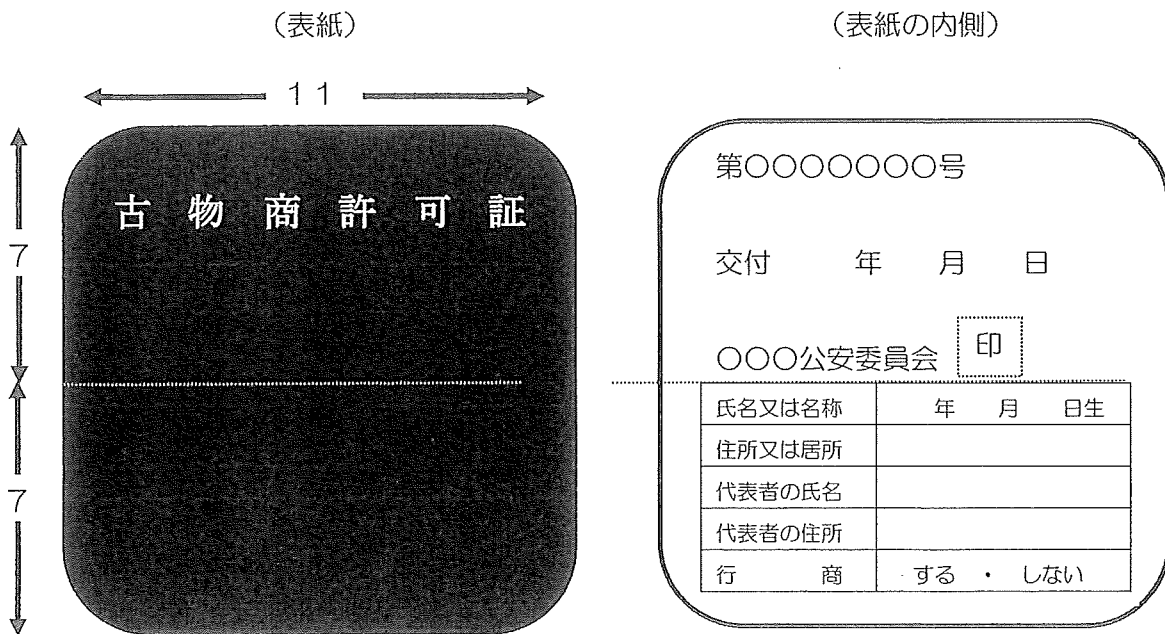 (表紙)
11
7
古物商許可証
7
(表紙の内側)
第〇〇〇〇〇〇〇号
交付 年 月 日
〇〇〇公安委員会 印
氏名又は名称 年 月 日生
住所又は居所
代表者の氏名
代表者の住所
行商 する・しない